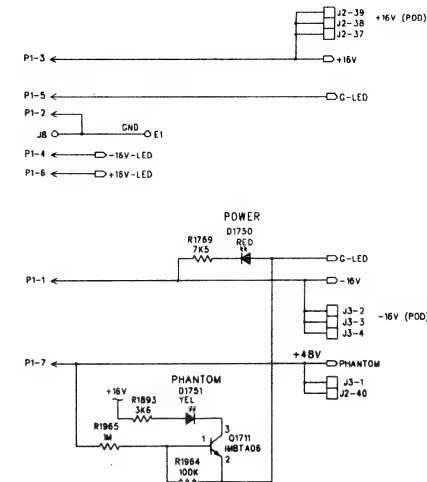 J2-39
J2-38 +16V (POD)
J2-37
P1-3 +16V
P1-5 G-LED
P1-2
J8 GND E1
P1-4 -16V-LED
P1-6 +16V-LED
POWER
R1769 D1750
7K5 RED
G-LED
P1-1 -16V
J3-2
J3-3 -16V (POD)
J3-4
+48V
P1-7 PHANTOM
PHANTOM
J3-1
+16V R1893 D1751
J2-40
3K6 YEL
3
R1965 Q1711
1M 1 MMBTA06
2
R1964
100K